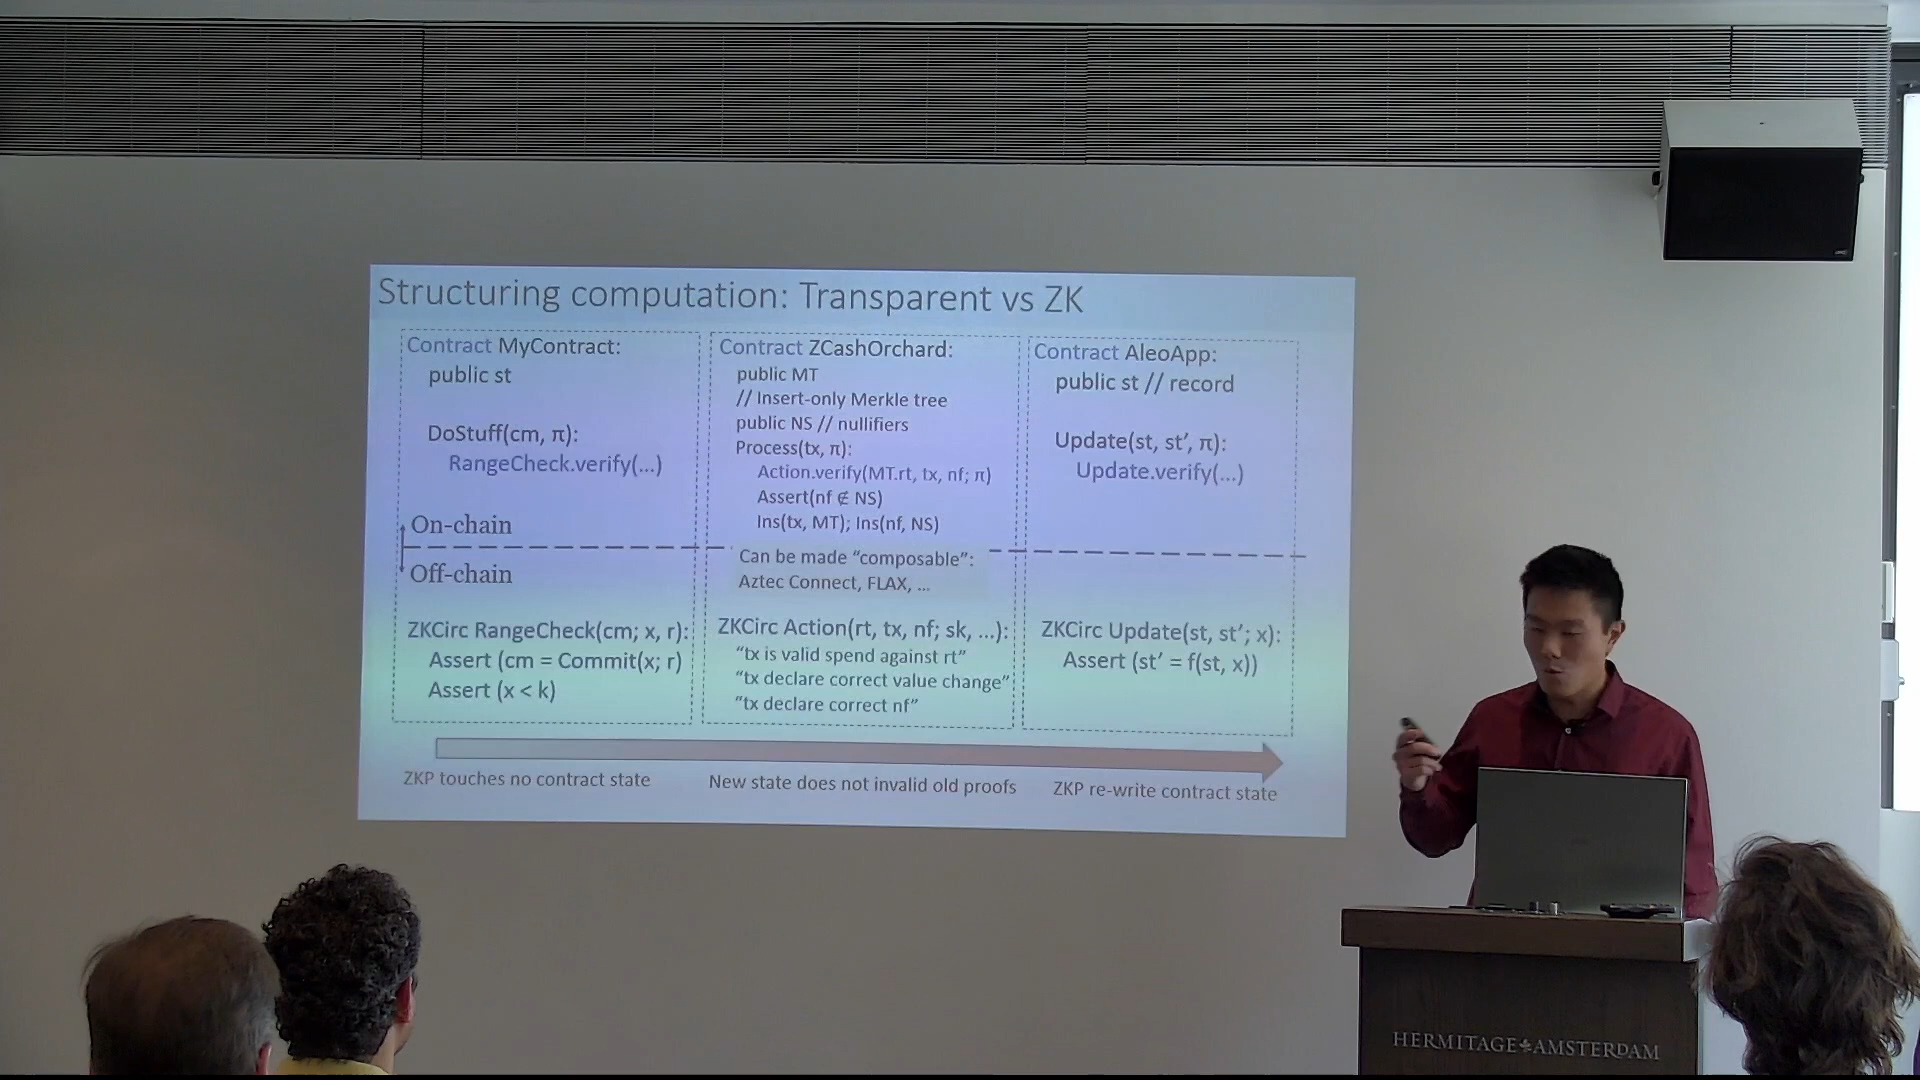 Structuring computation: Transparent vs ZK
Contract MyContract:
public st
DoStuff(cm, π):
RangeCheck.verify(...)
On-chain
Off-chain
ZKCirc RangeCheck(cm; x, r):
Assert (cm = Commit(x; r)
Assert (x < k)
Contract ZCashOrchard:
public MT
// Insert-only Merkle tree
public NS // nullifiers
Process(tx, π):
Action.verify(MT.rt, tx, nf; π)
Assert(nf ∉ NS)
Ins(tx, MT); Ins(nf, NS)
Can be made “composable”:
Aztec Connect, FLAX, ...
ZKCirc Action(rt, tx, nf; sk, ...):
“tx is valid spend against rt”
“tx declare correct value change”
“tx declare correct nf”
Contract AleoApp:
public st // record
Update(st, st’, π):
Update.verify(...)
ZKCirc Update(st, st’; x):
Assert (st’ = f(st, x))
ZKP touches no contract state
New state does not invalid old proofs
ZKP re-write contract state
HERMITAGE AMSTERDAM